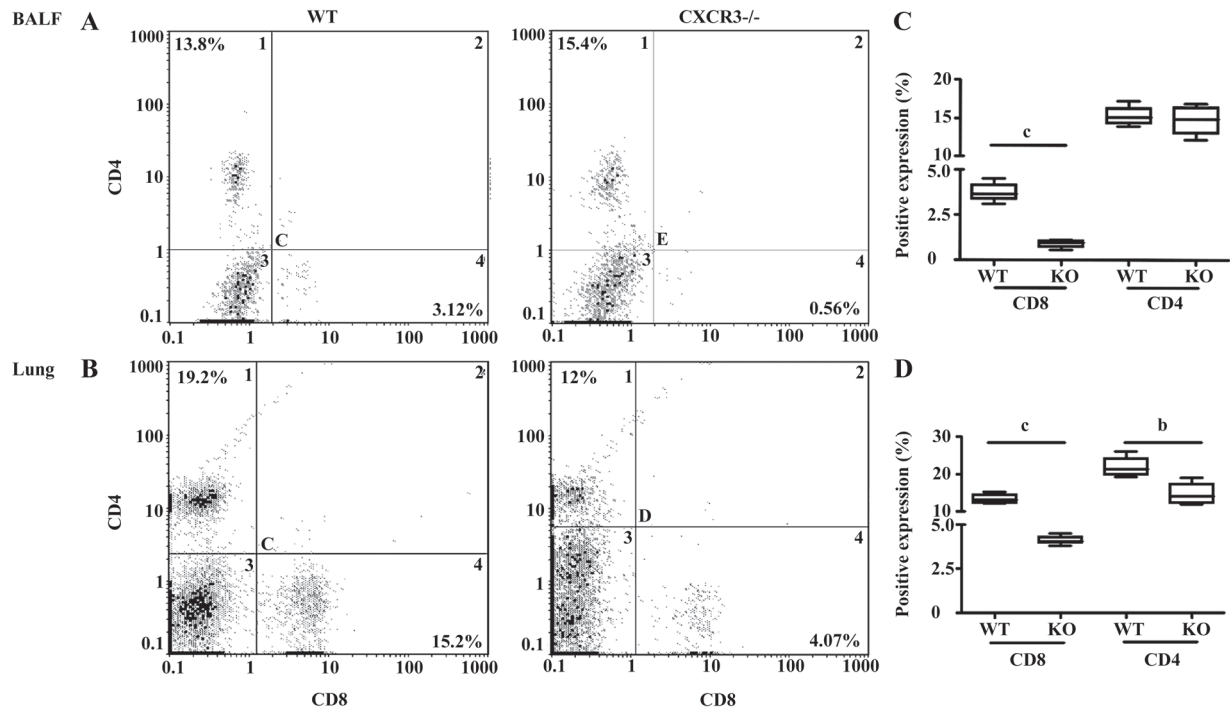 BALF A WT CXCR3-/- C
1000 13.8% 1 2
100
10
1
0.1
CD4
C
3 4
3.12%
0.1 1 10 100 1000
1000 15.4% 1 2
100
10
1
0.1
E
3 4
0.56%
0.1 1 10 100 1000
Positive expression (%)
20
15
10
5.0
2.5
0
c
WT KO WT KO
CD8 CD4
Lung B D
1000 19.2% 1 2
100
10
1
0.1
CD4
C
3 4
15.2%
0.1 1 10 100 1000
CD8
1000 12% 1 2
100
10
1
0.1
D
3 4
4.07%
0.1 1 10 100 1000
CD8
Positive expression (%)
30
20
10
5.0
2.5
0
c b
WT KO WT KO
CD8 CD4